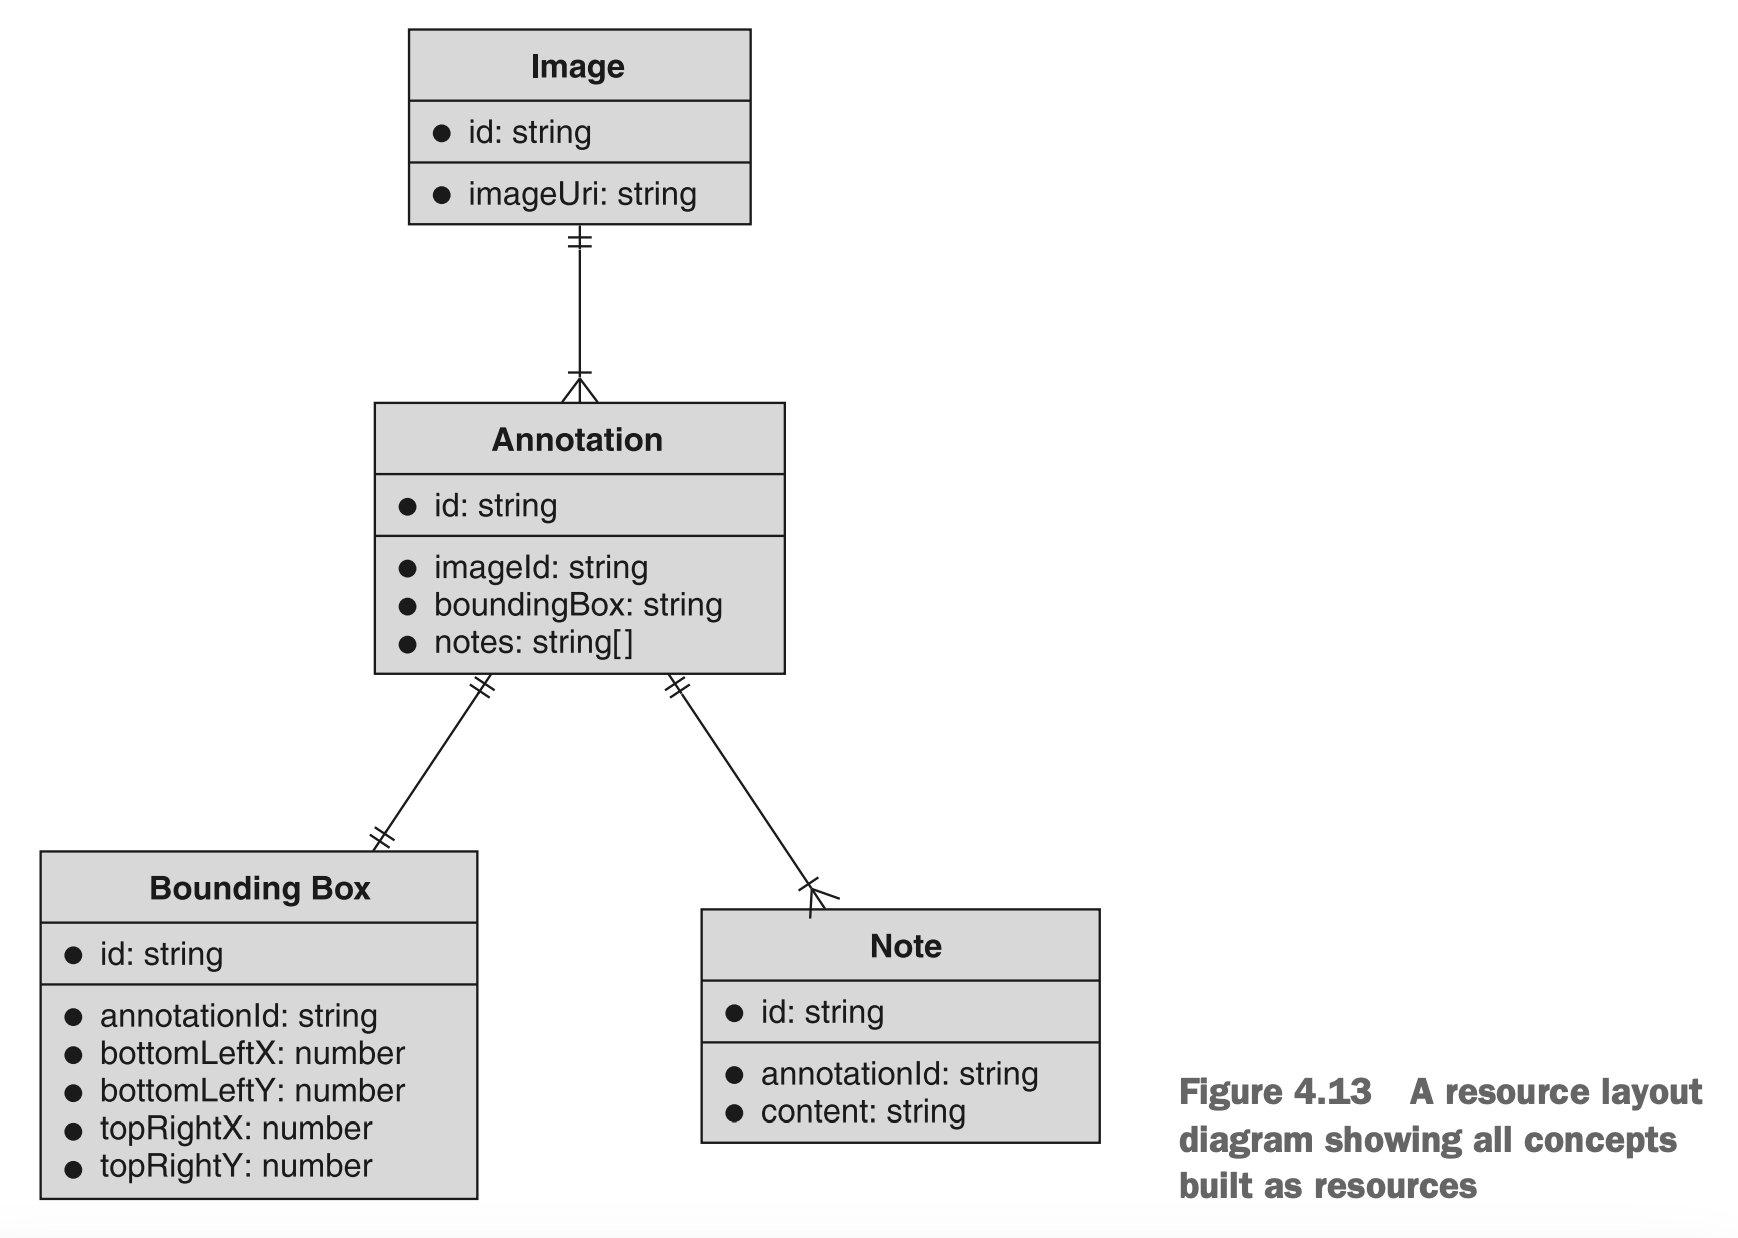 Image
id: string
imageUri: string
Annotation
id: string
imageId: string
boundingBox: string
notes: string[]
Bounding Box
id: string
annotationId: string
bottomLeftX: number
bottomLeftY: number
topRightX: number
topRightY: number
Note
id: string
annotationId: string
content: string
Figure 4.13 A resource layout
diagram showing all concepts
built as resources